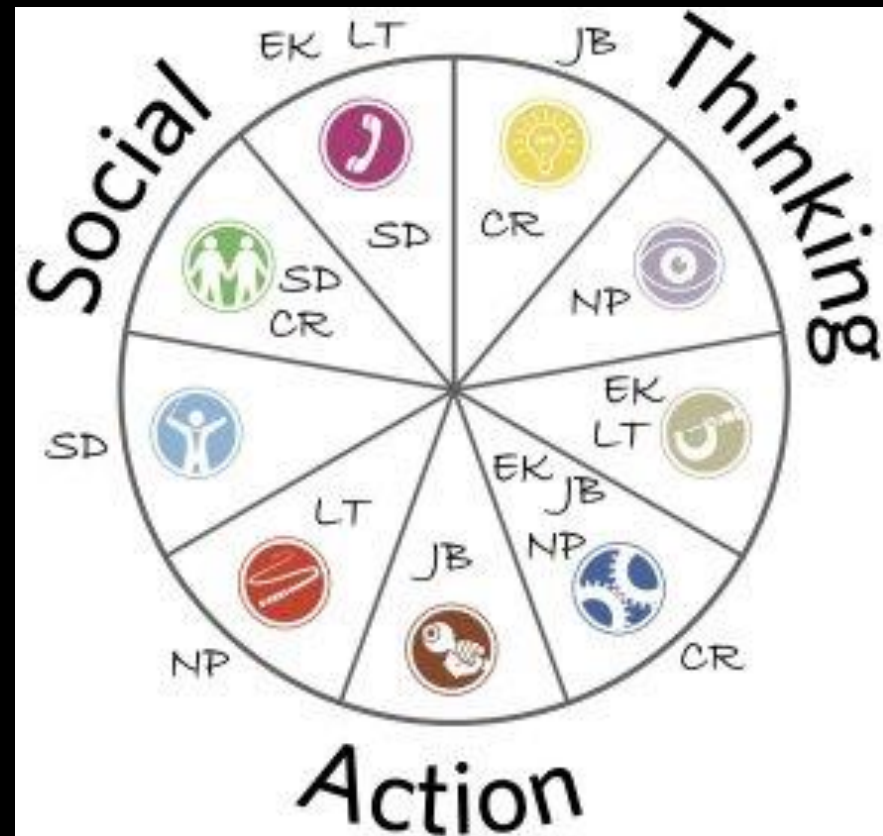 EK LT
JB
Social
Thinking
SD
CR
SD
CR
NP
EK
LT
SD
EK
JB
NP
LT
JB
NP
CR
Action